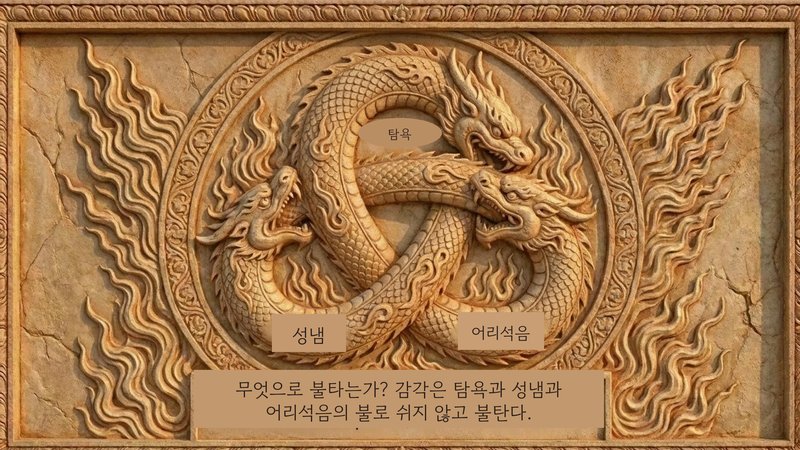 탐욕
성냄
어리석음
무엇으로 불타는가? 감각은 탐욕과 성냄과
어리석음의 불로 쉬지 않고 불탄다.